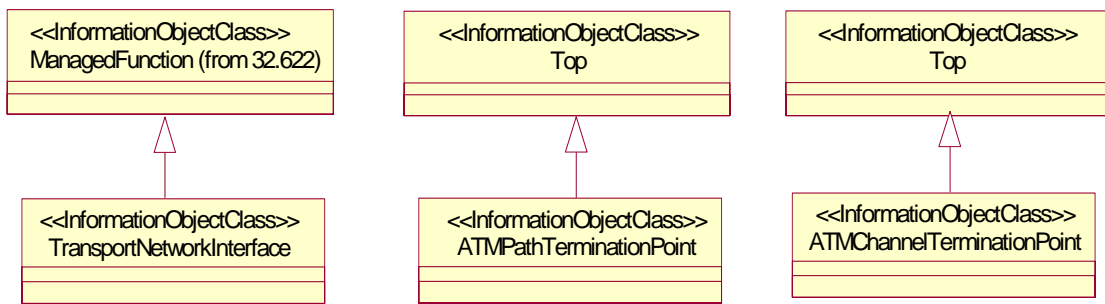 <<InformationObjectClass>>
ManagedFunction (from 32.622)
<<InformationObjectClass>>
Top
<<InformationObjectClass>>
Top
<<InformationObjectClass>>
TransportNetworkInterface
<<InformationObjectClass>>
ATMPathTerminationPoint
<<InformationObjectClass>>
ATMChannelTerminationPoint